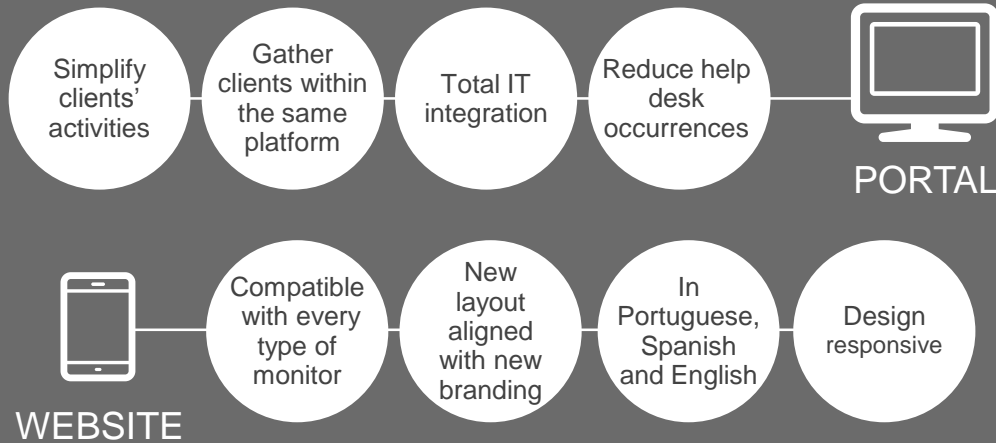 Simplify
clients’
activities
Gather
clients within
the same
platform
Total IT
integration
Reduce help
desk
occurrences
PORTAL
WEBSITE
Compatible
with every
type of
monitor
New
layout
aligned
with new
branding
In
Portuguese,
Spanish
and English
Design
responsive